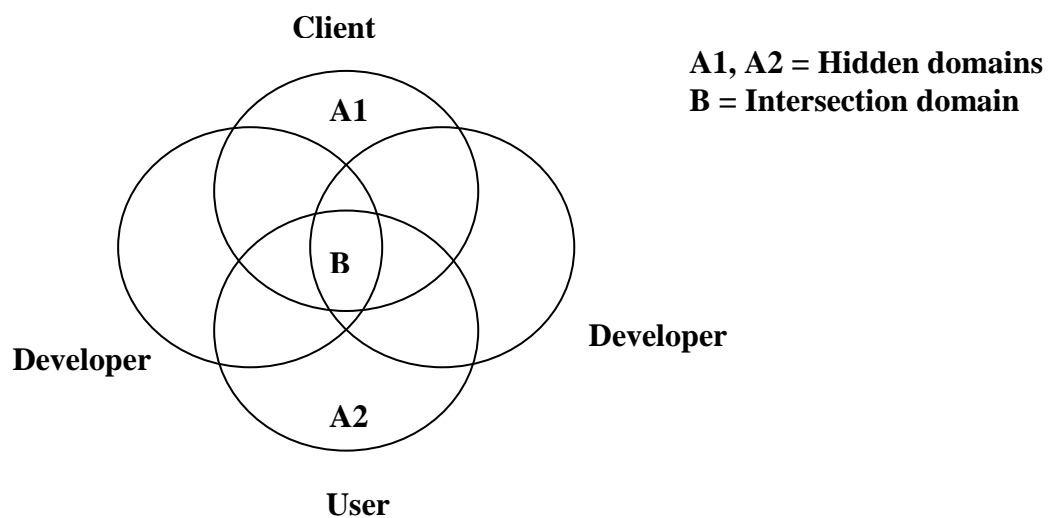 Client
A1, A2 = Hidden domains
B = Intersection domain
A1
B
Developer
Developer
A2
User